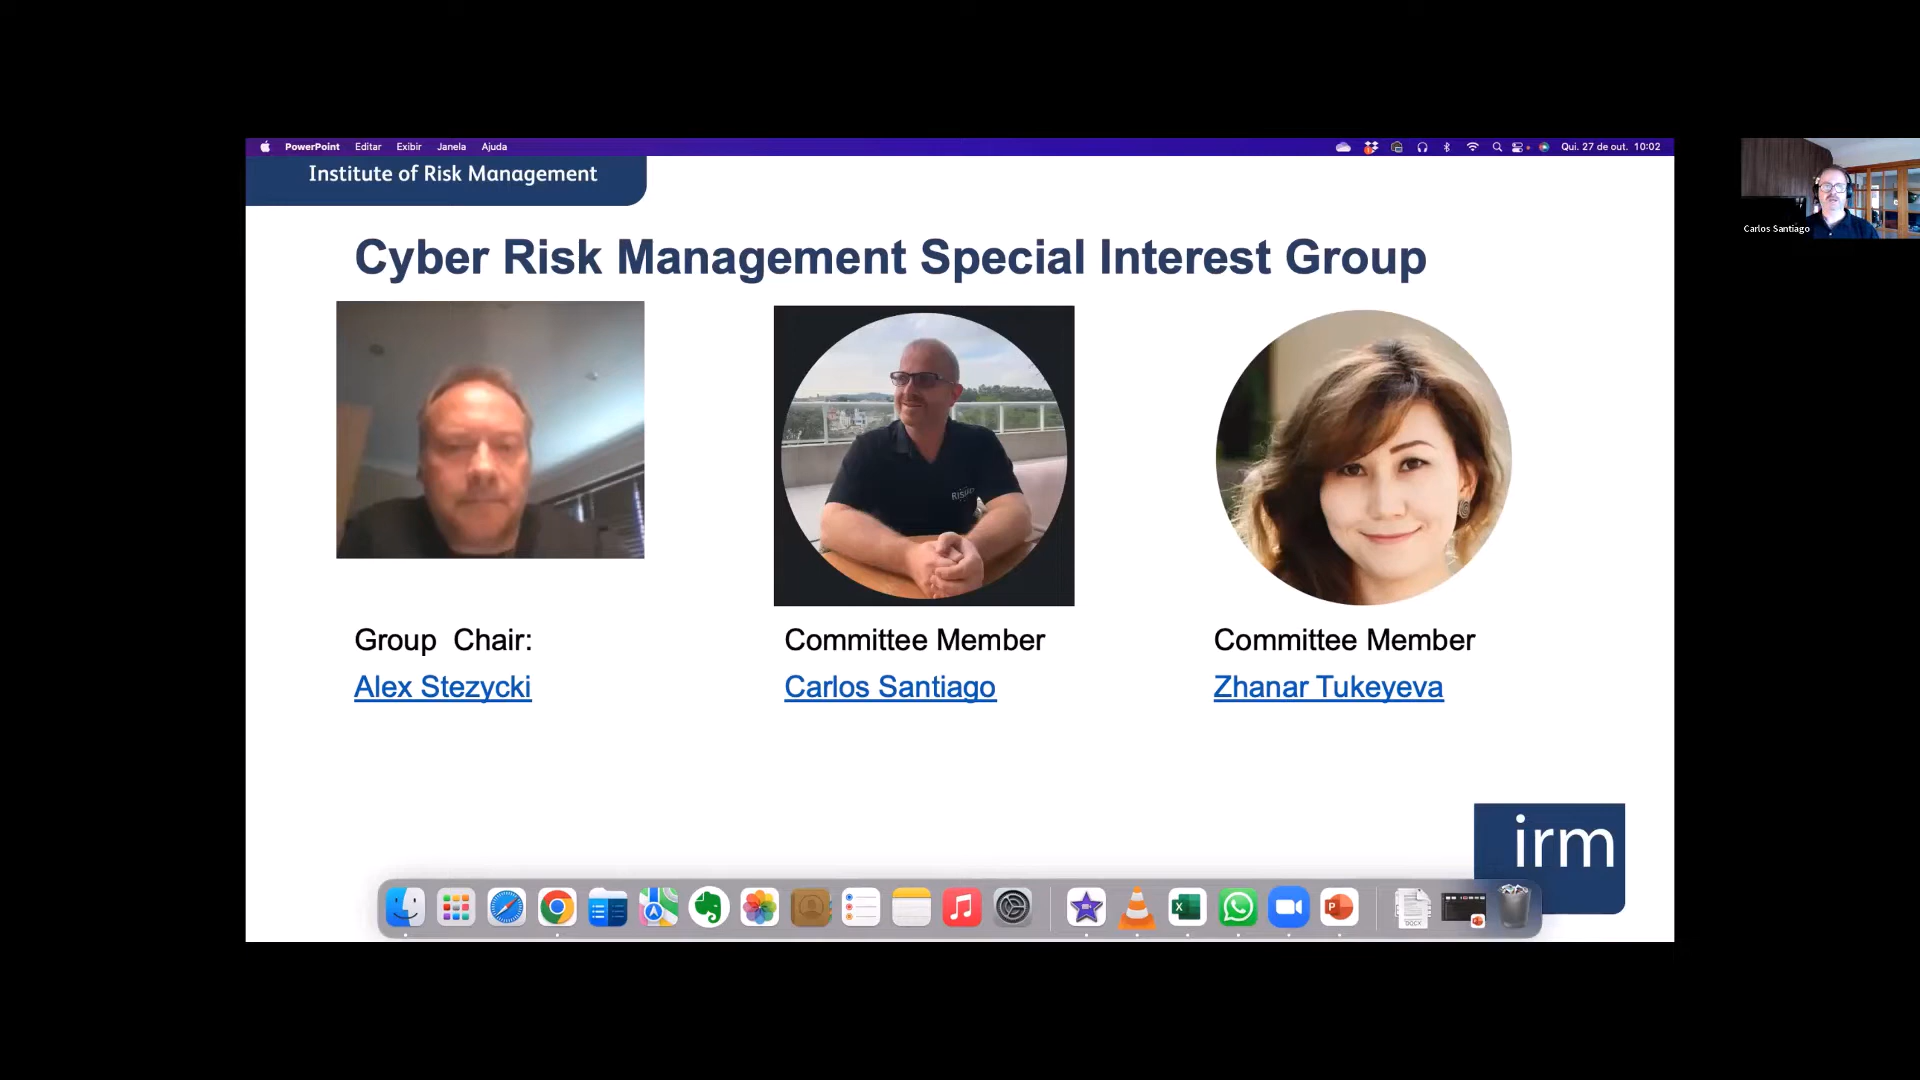 PowerPoint Editar Exibir Janela Ajuda Qui. 27 de out. 10:02
Institute of Risk Management
Cyber Risk Management Special Interest Group
Carlos Santiago
Group Chair: Committee Member Committee Member
Alex Stezycki Carlos Santiago Zhanar Tukeyeva
irm
DOCX